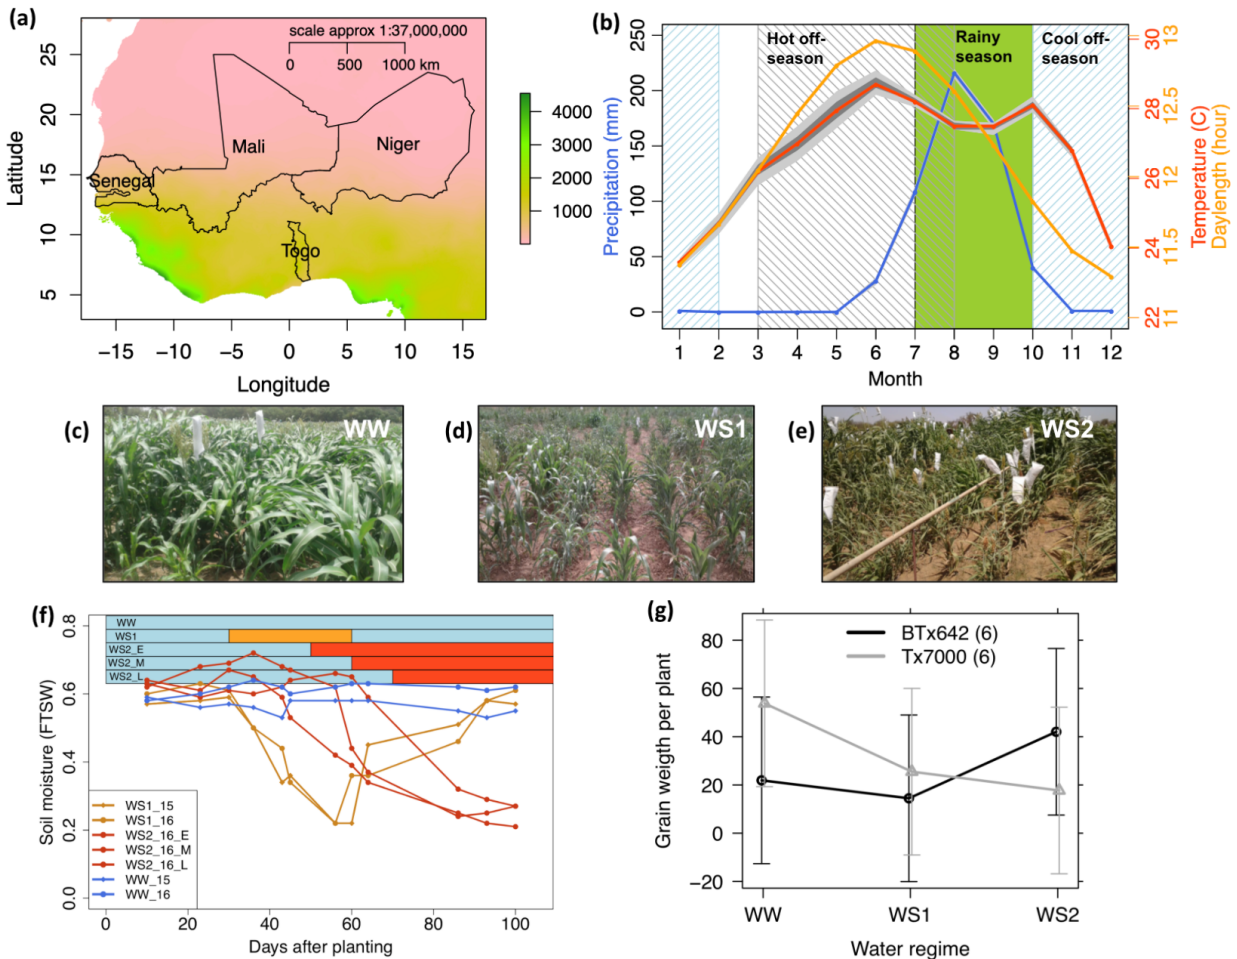 (a)
scale approx 1:37,000,000
0 500 1000 km
25
20
15
10
5
Latitude
Mali
Niger
Senegal
Togo
4000
3000
2000
1000
−15 −10 −5 0 5 10 15
Longitude
(b)
250
200
150
100
50
0
Precipitation (mm)
Hot off-
season
Rainy
season
Cool off-
season
30
28
26
24
22
Temperature (C)
13
12.5
12
11.5
11
Daylength (hour)
1 2 3 4 5 6 7 8 9 10 11 12
Month
(c)
WW
(d)
WS1
(e)
WS2
(f)
0.8
0.6
0.4
0.2
0.0
Soil moisture (FTSW)
WW
WS1
WS2_E
WS2_M
WS2_L
WS1_15
WS1_16
WS2_16_E
WS2_16_M
WS2_16_L
WW_15
WW_16
0 20 40 60 80 100
Days after planting
(g)
BTx642 (6)
Tx7000 (6)
80
60
40
20
0
−20
Grain weigth per plant
WW WS1 WS2
Water regime